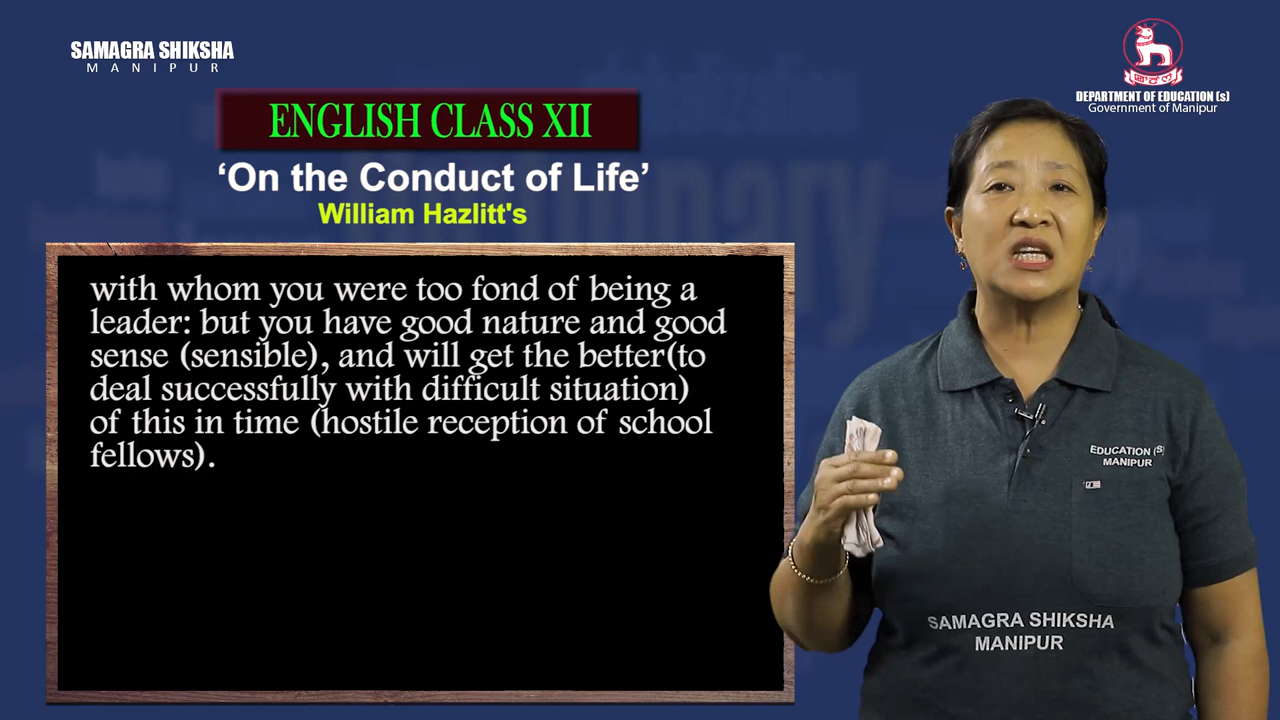 SAMAGRA SHIKSHA
MANIPUR
DEPARTMENT OF EDUCATION (S)
Government of Manipur
ENGLISH CLASS XII
‘On the Conduct of Life’
William Hazlitt's
with whom you were too fond of being a
leader: but you have good nature and good
sense (sensible), and will get the better(to
deal successfully with difficult situation)
of this in time (hostile reception of school
fellows).
EDUCATION (S)
MANIPUR
SAMAGRA SHIKSHA
MANIPUR